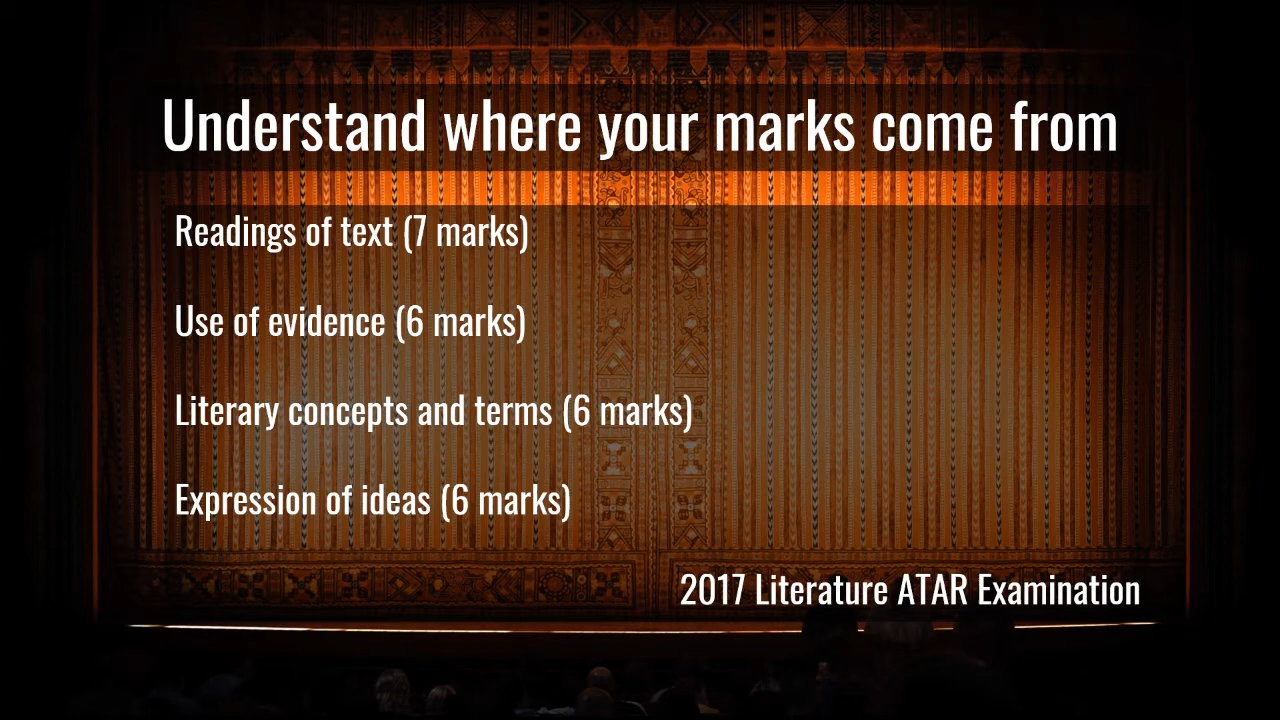 Understand where your marks come from
Readings of text (7 marks)
Use of evidence (6 marks)
Literary concepts and terms (6 marks)
Expression of ideas (6 marks)
2017 Literature ATAR Examination